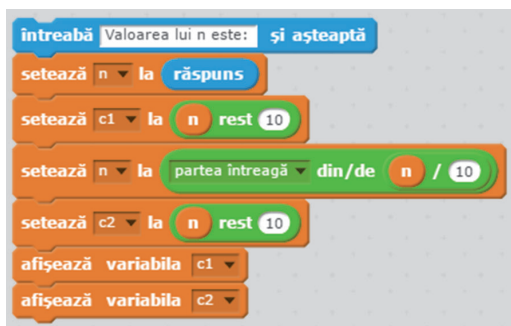 întreabă Valoarea lui n este: și așteaptă
setează n la răspuns
setează c1 la n rest 10
setează n la partea întreagă din/de n / 10
setează c2 la n rest 10
afișează variabila c1
afișează variabila c2